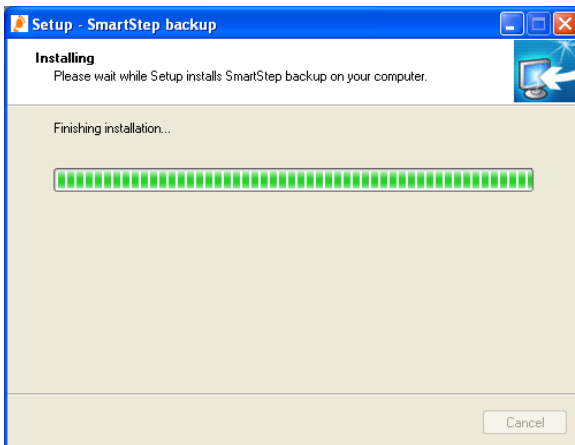 Setup - SmartStep backup
Installing
Please wait while Setup installs SmartStep backup on your computer.
Finishing installation...
Cancel